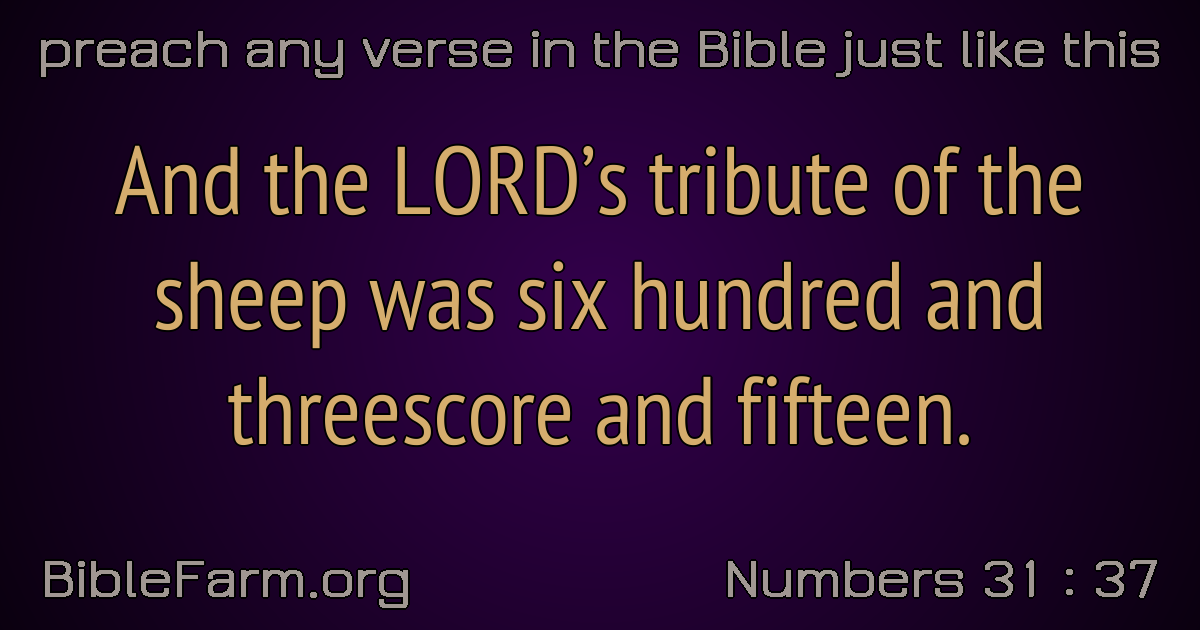 preach any verse in the Bible just like this
And the LORD’s tribute of the
sheep was six hundred and
threescore and fifteen.
BibleFarm.org
Numbers 31 : 37